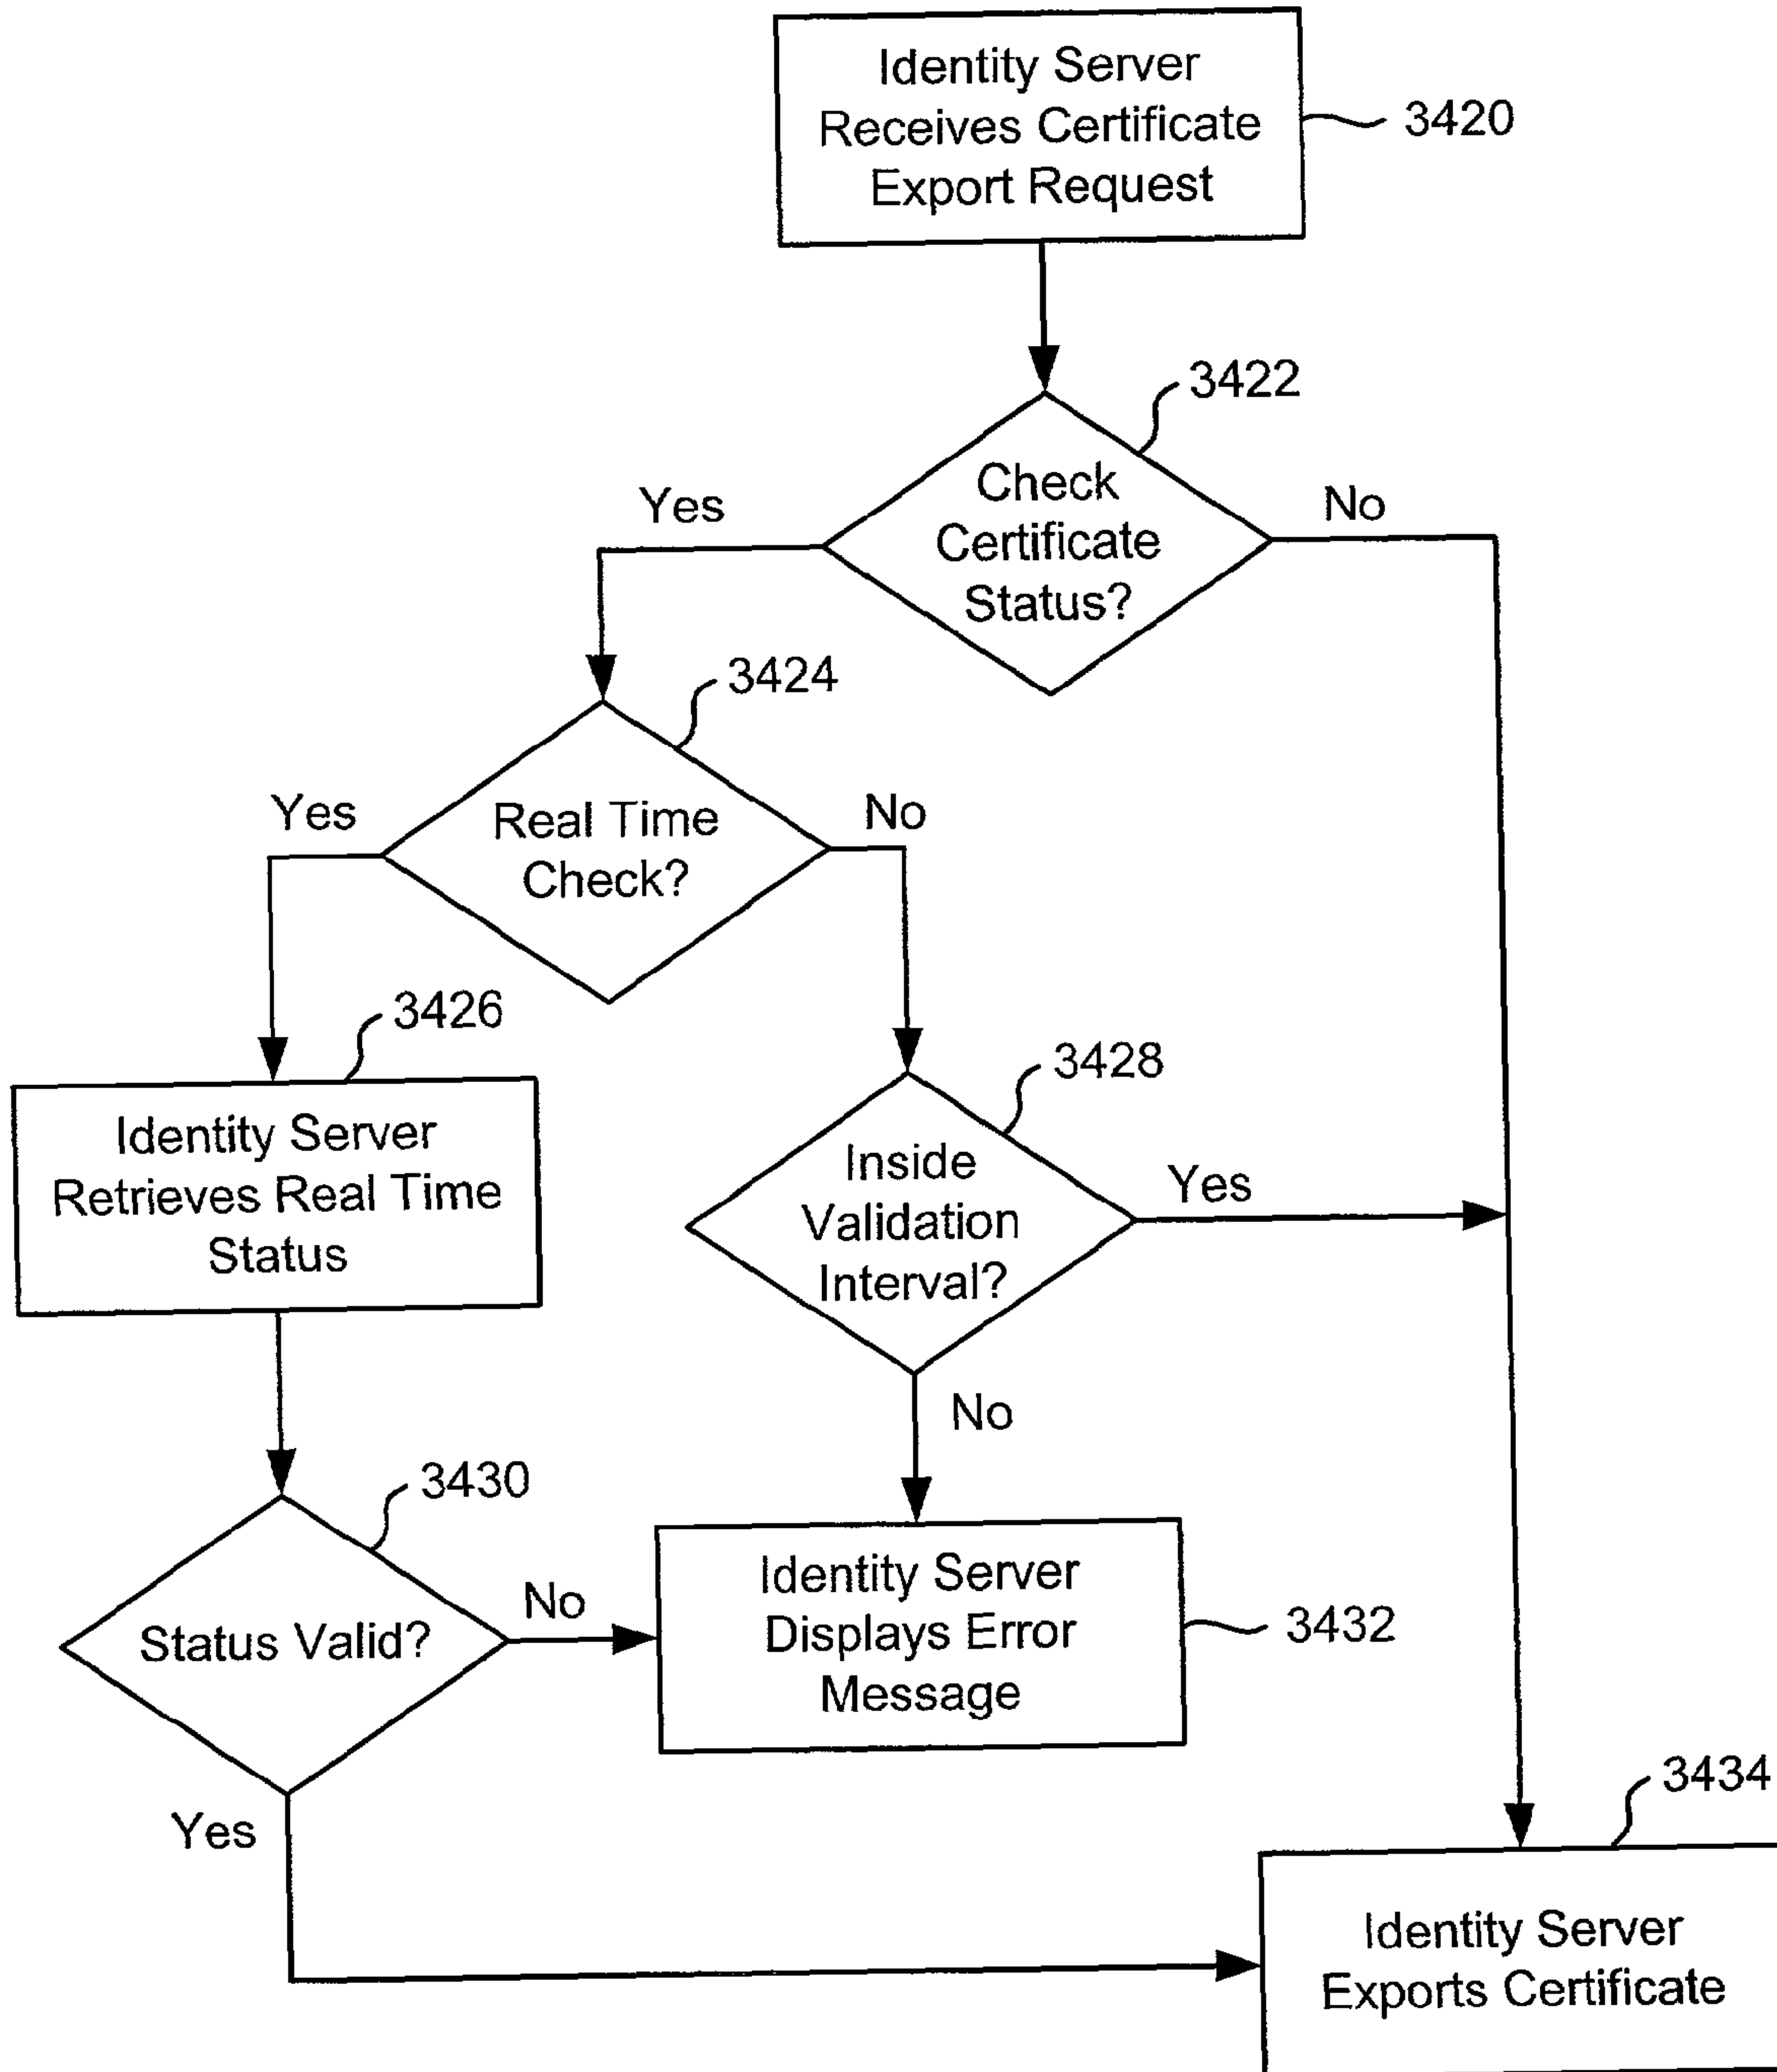 Identity Server
Receives Certificate
Export Request
3420
3422
Check
Certificate
Status?
Yes
No
3424
Real Time
Check?
Yes
No
3426
Identity Server
Retrieves Real Time
Status
3428
Inside
Validation
Interval?
Yes
No
3430
Status Valid?
No
Yes
Identity Server
Displays Error
Message
3432
3434
Identity Server
Exports Certificate